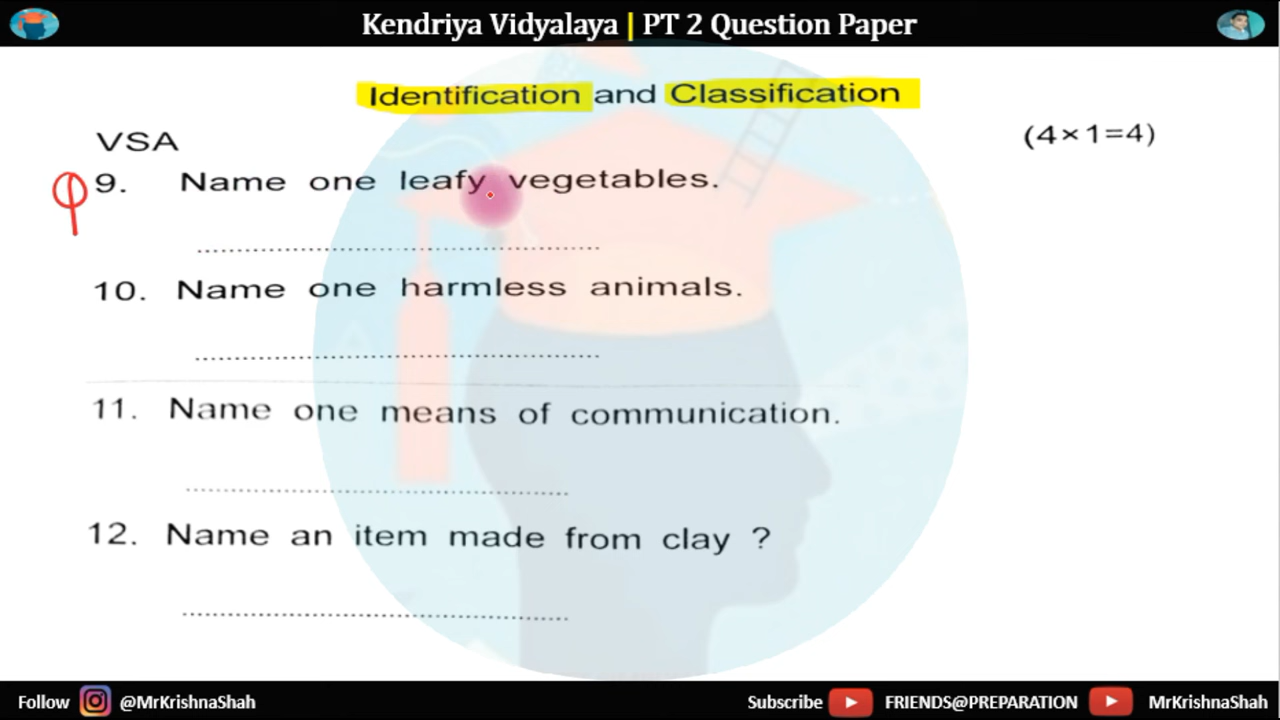 Kendriya Vidyalaya | PT 2 Question Paper
Identification and Classification
VSA (4×1=4)
9. Name one leafy vegetables.
10. Name one harmless animals.
11. Name one means of communication.
12. Name an item made from clay ?
Follow @MrKrishnaShah Subscribe FRIENDS@PREPARATION MrKrishnaShah